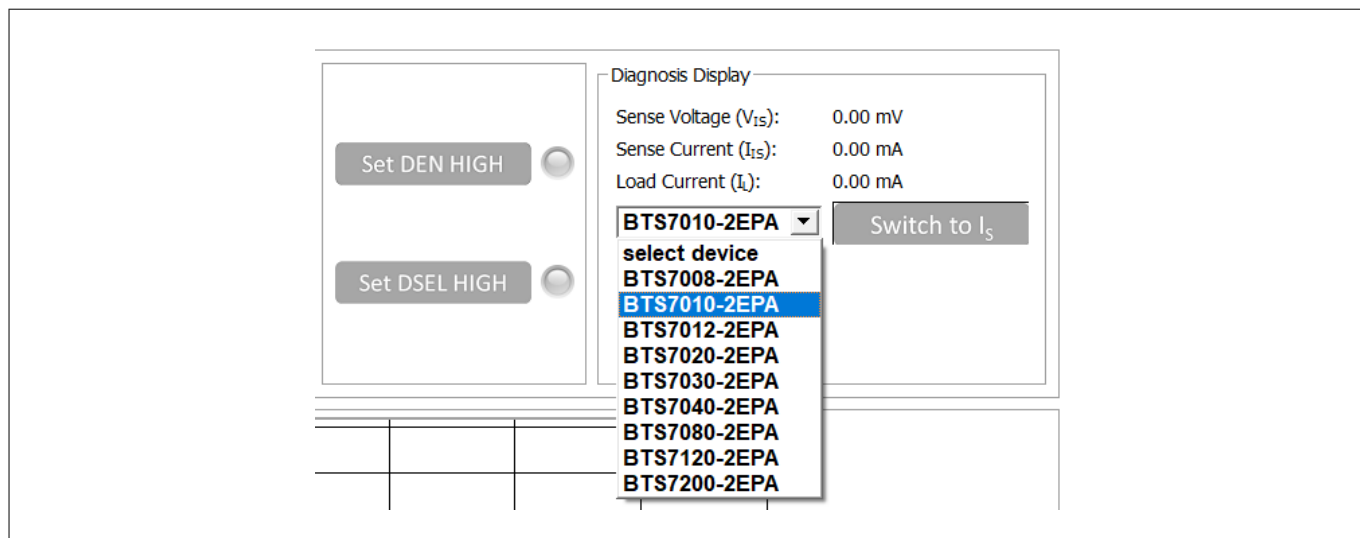 Diagnosis Display
Sense Voltage (VIS): 0.00 mV
Sense Current (IIS): 0.00 mA
Load Current (IL): 0.00 mA
Set DEN HIGH
BTS7010-2EPA
Switch to IS
select device
BTS7008-2EPA
Set DSEL HIGH
BTS7010-2EPA
BTS7012-2EPA
BTS7020-2EPA
BTS7030-2EPA
BTS7040-2EPA
BTS7080-2EPA
BTS7120-2EPA
BTS7200-2EPA